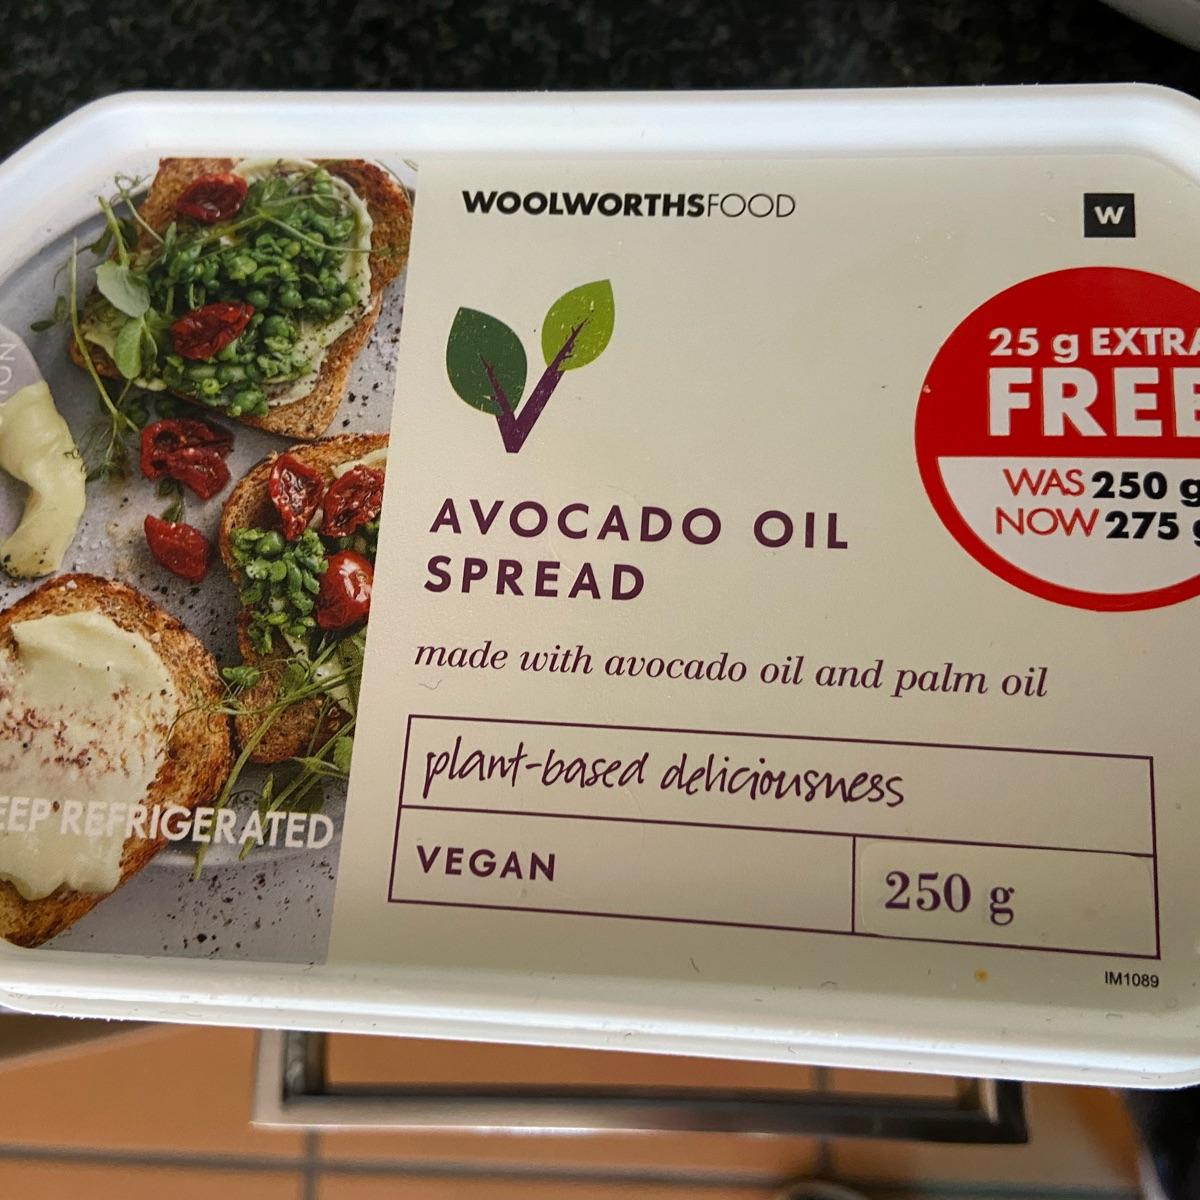 WOOLWORTHSFOOD
W
25 g EXTRA
FREE
WAS 250 g
NOW 275 g
AVOCADO OIL
SPREAD
made with avocado oil and palm oil
plant-based deliciousness
VEGAN
250 g
REFRIGERATED
IM1089